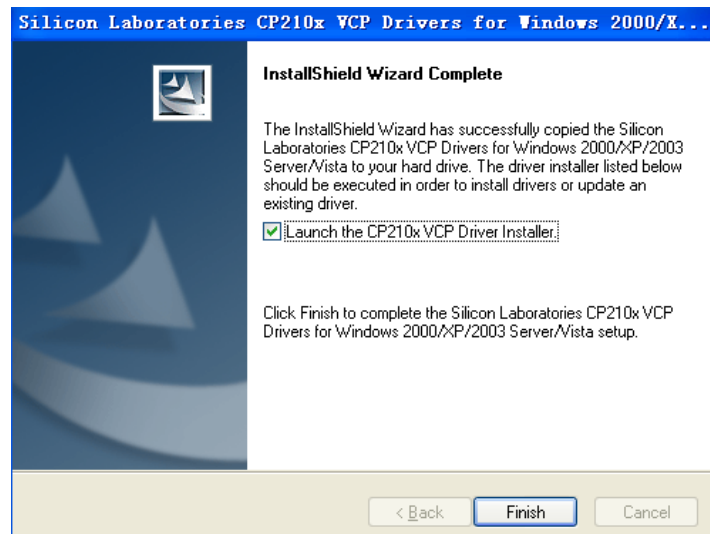 Silicon Laboratories CP210x VCP Drivers for Windows 2000/X...
InstallShield Wizard Complete
The InstallShield Wizard has successfully copied the Silicon
Laboratories CP210x VCP Drivers for Windows 2000/XP/2003
Server/Vista to your hard drive. The driver installer listed below
should be executed in order to install drivers or update an
existing driver.
Launch the CP210x VCP Driver Installer.
Click Finish to complete the Silicon Laboratories CP210x VCP
Drivers for Windows 2000/XP/2003 Server/Vista setup.
< Back Finish Cancel